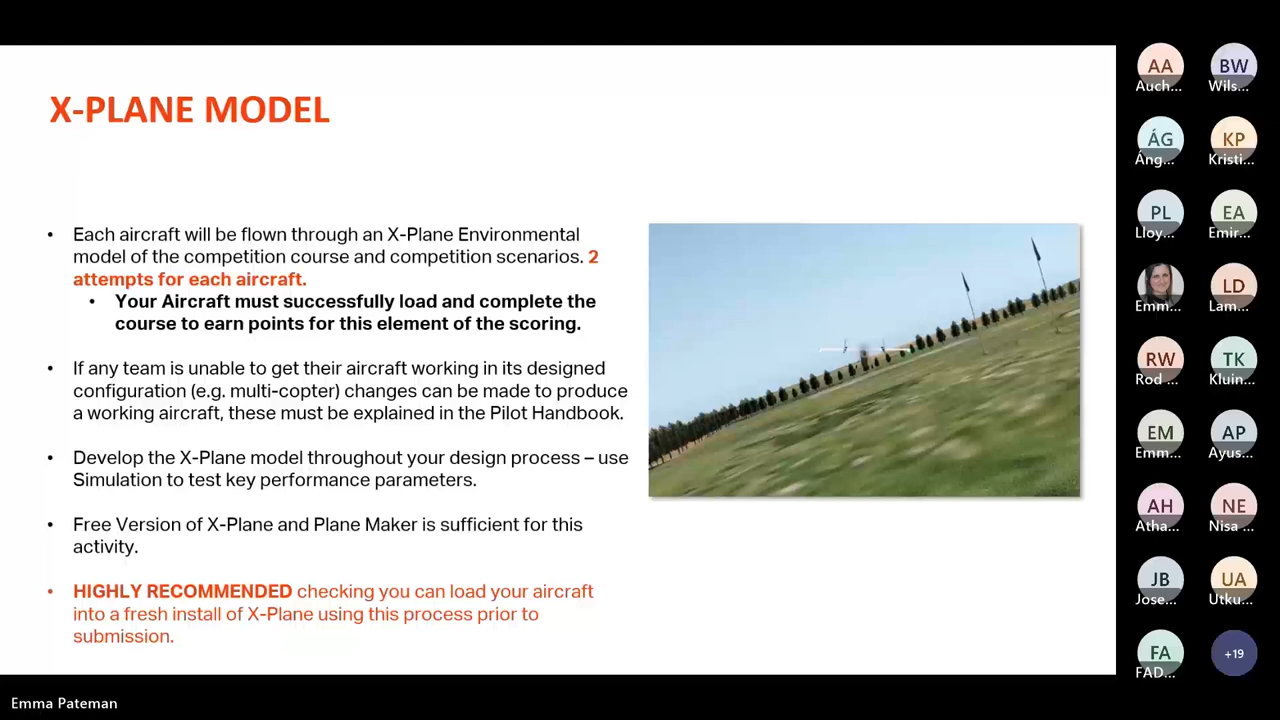 X-PLANE MODEL
• Each aircraft will be flown through an X-Plane Environmental
model of the competition course and competition scenarios. 2
attempts for each aircraft.
• Your Aircraft must successfully load and complete the
course to earn points for this element of the scoring.
• If any team is unable to get their aircraft working in its designed
configuration (e.g. multi-copter) changes can be made to produce
a working aircraft, these must be explained in the Pilot Handbook.
• Develop the X-Plane model throughout your design process – use
Simulation to test key performance parameters.
• Free Version of X-Plane and Plane Maker is sufficient for this
activity.
• HIGHLY RECOMMENDED checking you can load your aircraft
into a fresh install of X-Plane using this process prior to
submission.
AA BW
Auch... Wils...
ÁG KP
Áng... Kristi...
PL EA
Lloy... Emir...
LD
Emm... Lam...
RW TK
Rod ... Kluin...
EM AP
Emm... Ayus...
AH NE
Atha... Nisa ...
JB UA
Jose... Utku...
FA +19
FAD...
Emma Pateman